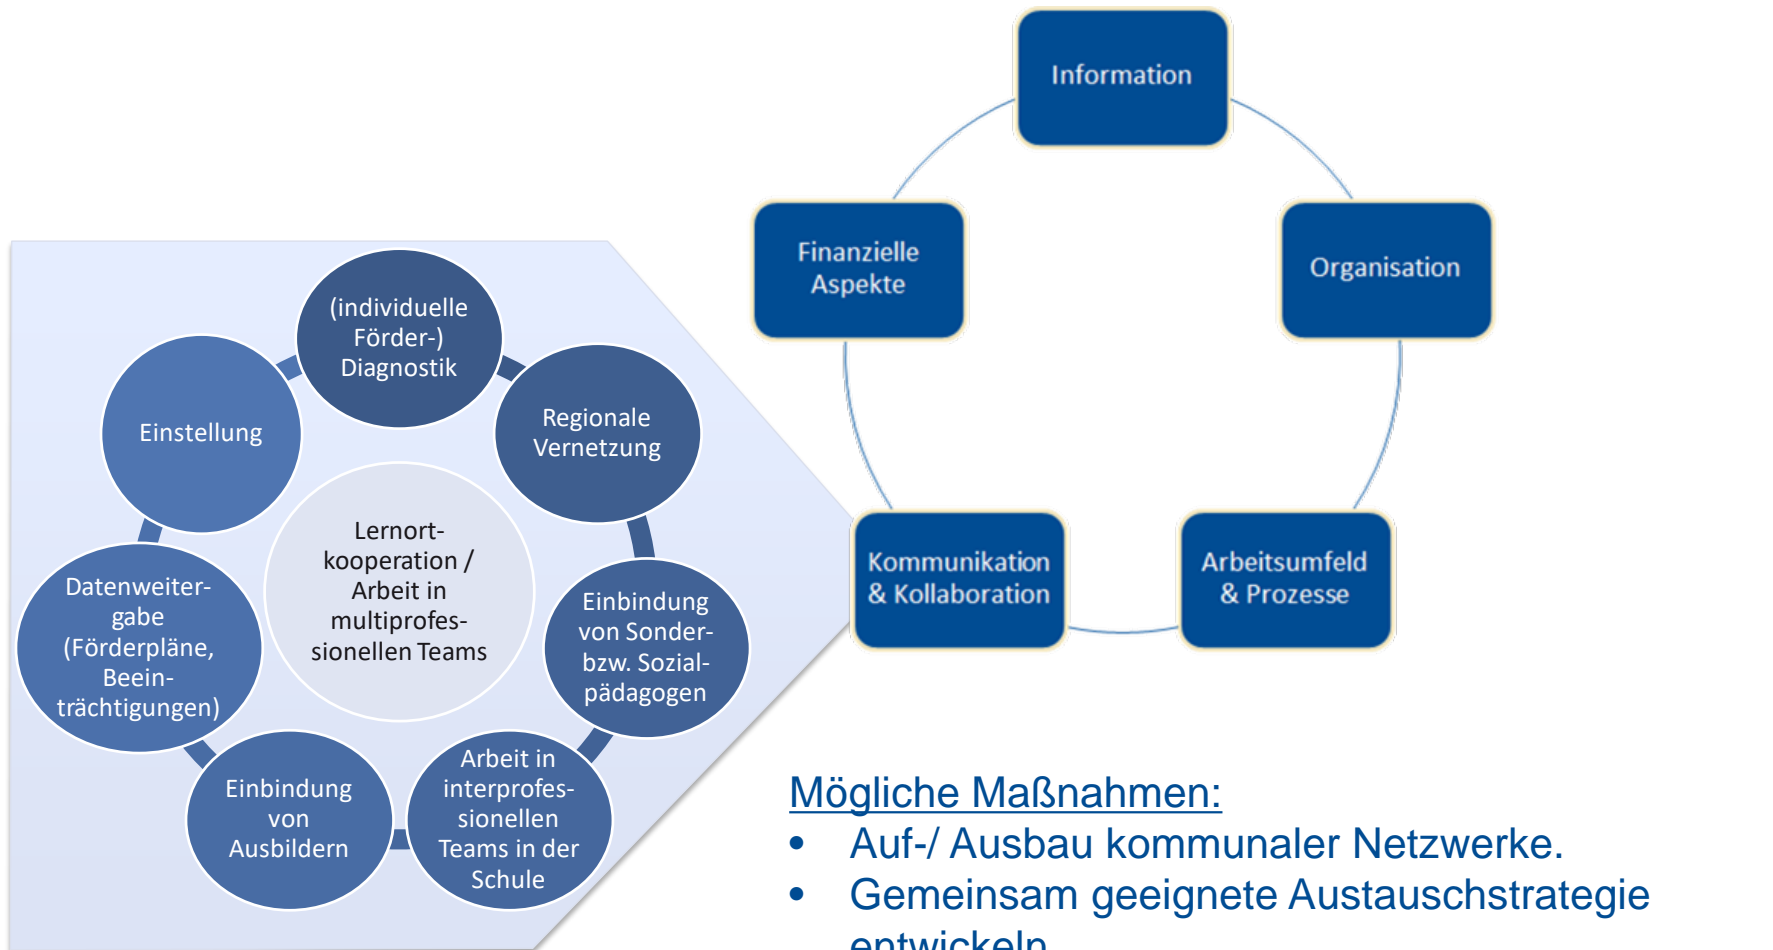 Information
Finanzielle
Aspekte
Organisation
Kommunikation
& Kollaboration
Arbeitsumfeld
& Prozesse
(individuelle
Förder-)
Diagnostik
Regionale
Vernetzung
Einbindung
von Sonder-
bzw. Sozial-
pädagogen
Arbeit in
interprofes-
sionellen
Teams in der
Schule
Einbindung
von
Ausbildern
Datenweiter-
gabe
(Förderpläne,
Beein-
trächtigungen)
Einstellung
Lernort-
kooperation /
Arbeit in
multiprofes-
sionellen Teams
Mögliche Maßnahmen:
• Auf-/ Ausbau kommunaler Netzwerke.
• Gemeinsam geeignete Austauschstrategie
entwickeln